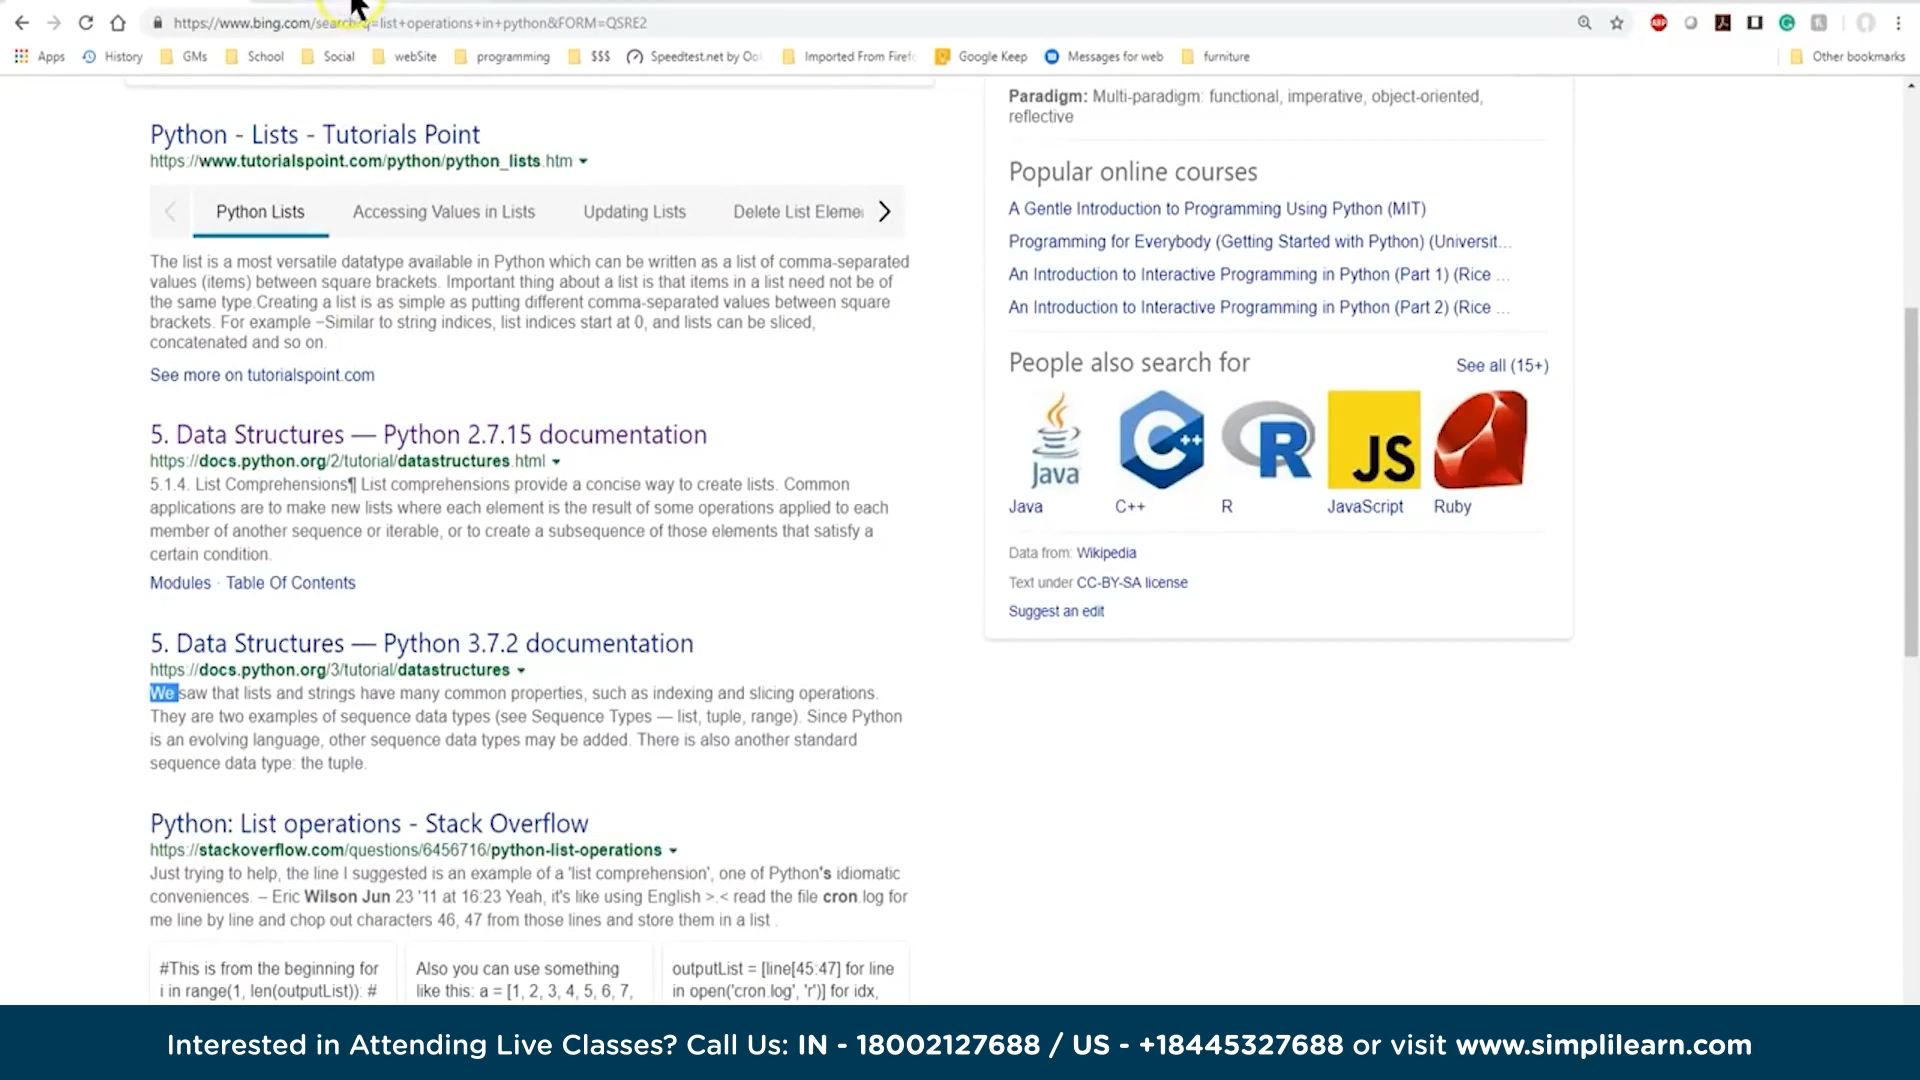 https://www.bing.com/search?q=list+operations+in+python&FORM=QSRE2
ABP
Apps History GMs School Social webSite programming $$$ Speedtest.net by Oo Imported From Firef Google Keep Messages for web furniture Other bookmarks
Python - Lists - Tutorials Point
https://www.tutorialspoint.com/python/python_lists.htm
Python Lists Accessing Values in Lists Updating Lists Delete List Eleme
The list is a most versatile datatype available in Python which can be written as a list of comma-separated
values (items) between square brackets. Important thing about a list is that items in a list need not be of
the same type.Creating a list is as simple as putting different comma-separated values between square
brackets. For example −Similar to string indices, list indices start at 0, and lists can be sliced,
concatenated and so on.
See more on tutorialspoint.com
5. Data Structures — Python 2.7.15 documentation
https://docs.python.org/2/tutorial/datastructures.html
5.1.4. List Comprehensions¶ List comprehensions provide a concise way to create lists. Common
applications are to make new lists where each element is the result of some operations applied to each
member of another sequence or iterable, or to create a subsequence of those elements that satisfy a
certain condition.
Modules · Table Of Contents
5. Data Structures — Python 3.7.2 documentation
https://docs.python.org/3/tutorial/datastructures
We saw that lists and strings have many common properties, such as indexing and slicing operations.
They are two examples of sequence data types (see Sequence Types — list, tuple, range). Since Python
is an evolving language, other sequence data types may be added. There is also another standard
sequence data type: the tuple.
Python: List operations - Stack Overflow
https://stackoverflow.com/questions/6456716/python-list-operations
Just trying to help, the line I suggested is an example of a 'list comprehension', one of Python's idiomatic
conveniences. – Eric Wilson Jun 23 '11 at 16:23 Yeah, it's like using English >.< read the file cron.log for
me line by line and chop out characters 46, 47 from those lines and store them in a list .
#This is from the beginning for
i in range(1, len(outputList)): #
Also you can use something
like this: a = [1, 2, 3, 4, 5, 6, 7,
outputList = [line[45:47] for line
in open('cron.log', 'r')] for idx,
Paradigm: Multi-paradigm: functional, imperative, object-oriented,
reflective
Popular online courses
A Gentle Introduction to Programming Using Python (MIT)
Programming for Everybody (Getting Started with Python) (Universit...
An Introduction to Interactive Programming in Python (Part 1) (Rice ...
An Introduction to Interactive Programming in Python (Part 2) (Rice ...
People also search for See all (15+)
Java C++ R JS
Java C++ R JavaScript Ruby
Data from: Wikipedia
Text under CC-BY-SA license
Suggest an edit
Interested in Attending Live Classes? Call Us: IN - 18002127688 / US - +18445327688 or visit www.simplilearn.com